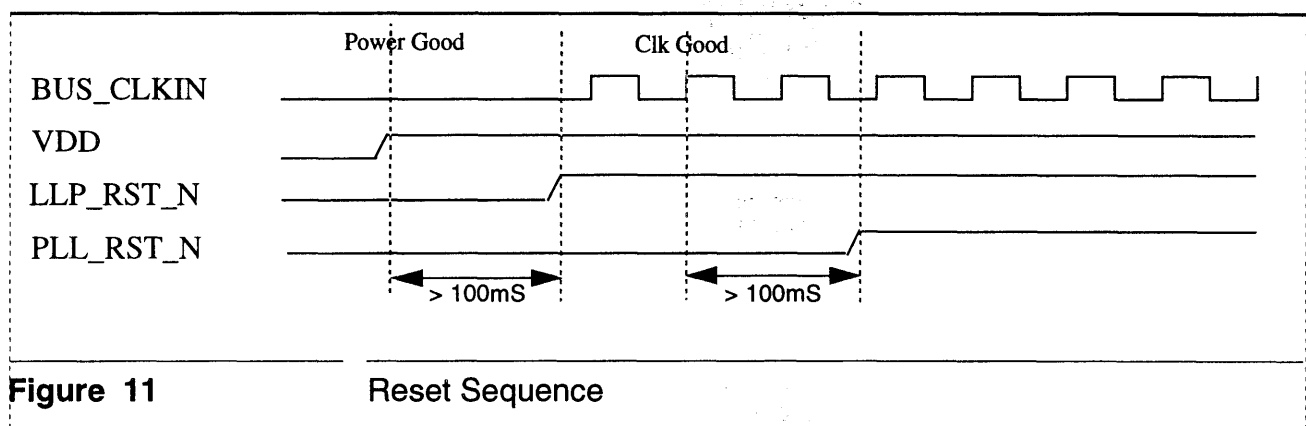 Power Good Clk Good
BUS_CLKIN
VDD
LLP_RST_N
PLL_RST_N
> 100mS > 100mS
Figure 11 Reset Sequence